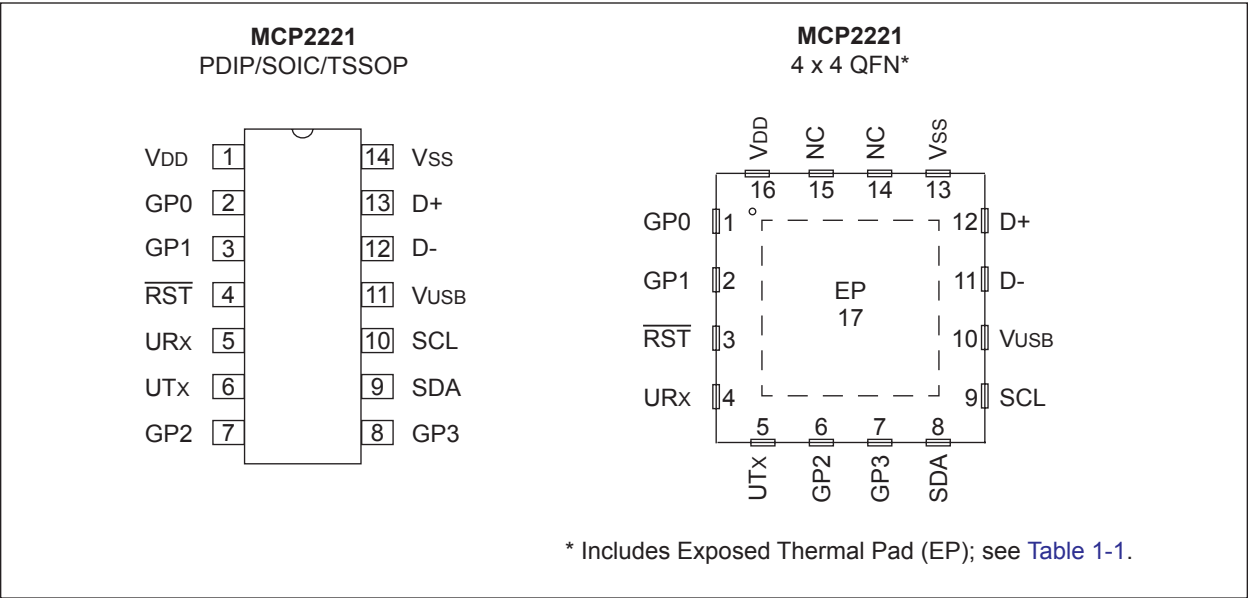 MCP2221
PDIP/SOIC/TSSOP
VDD 1
GP0 2
GP1 3
RST 4
URx 5
UTx 6
GP2 7
14 VSS
13 D+
12 D-
11 VUSB
10 SCL
9 SDA
8 GP3
MCP2221
4 x 4 QFN*
VDD NC NC VSS
16 15 14 13
GP0 1
GP1 2
RST 3
URx 4
EP
17
12 D+
11 D-
10 VUSB
9 SCL
5 6 7 8
UTx GP2 GP3 SDA
* Includes Exposed Thermal Pad (EP); see Table 1-1.